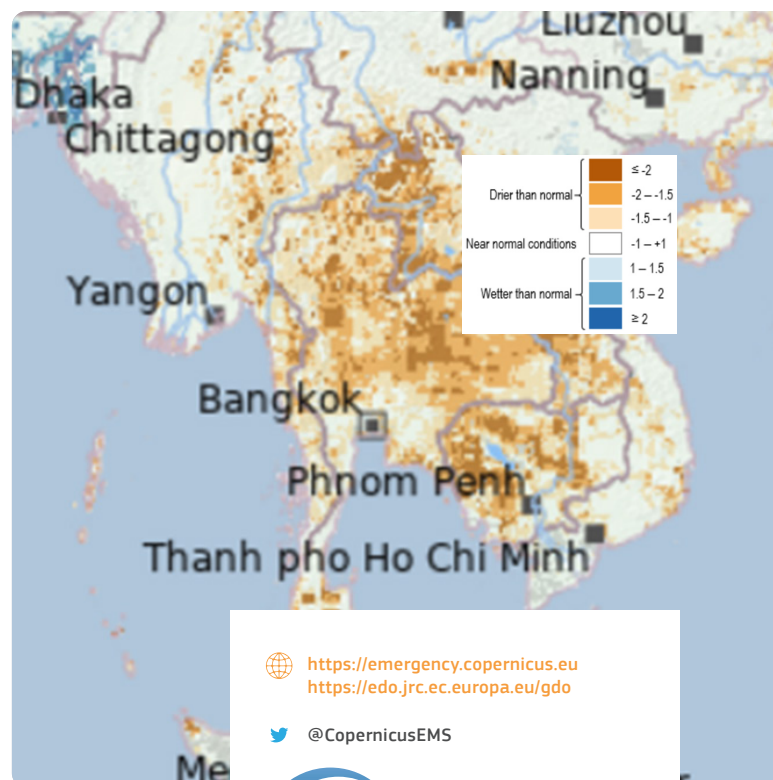 Liuzhou
Nanning
Dhaka
Chittagong
≤ -2
Drier than normal
-2 – -1.5
-1.5 – -1
Near normal conditions
-1 – +1
1 – 1.5
Wetter than normal
1.5 – 2
≥ 2
Yangon
Bangkok
Phnom Penh
Thanh pho Ho Chi Minh
https://emergency.copernicus.eu
https://edo.jrc.ec.europa.eu/gdo
@CopernicusEMS
Me